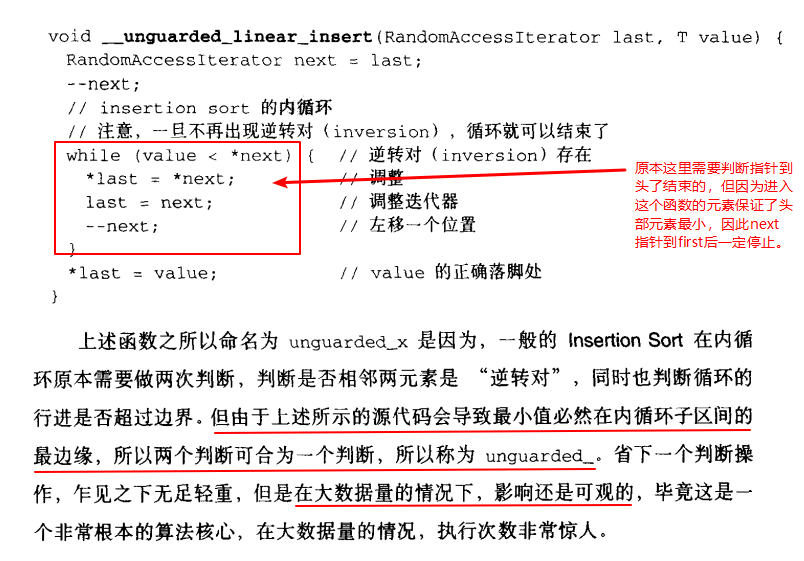 void __unguarded_linear_insert(RandomAccessIterator last, T value) {
RandomAccessIterator next = last;
--next;
// insertion sort 的内循环
// 注意，一旦不再出现逆转对（inversion），循环就可以结束了
while (value < *next) { // 逆转对（inversion）存在
*last = *next; // 调整
last = next; // 调整迭代器
--next; // 左移一个位置
}
*last = value; // value 的正确落脚处
}
原本这里需要判断指针到
头了结束的，但因为进入
这个函数的元素保证了头
部元素最小，因此next
指针到first后一定停止。
上述函数之所以命名为 unguarded_x 是因为，一般的 Insertion Sort 在内循
环原本需要做两次判断，判断是否相邻两元素是 “逆转对”，同时也判断循环的
行进是否超过边界。但由于上述所示的源代码会导致最小值必然在内循环子区间的
最边缘，所以两个判断可合为一个判断，所以称为 unguarded_。省下一个判断操
作，乍见之下无足轻重，但是在大数据量的情况下，影响还是可观的，毕竟这是一
个非常根本的算法核心，在大数据量的情况，执行次数非常惊人。